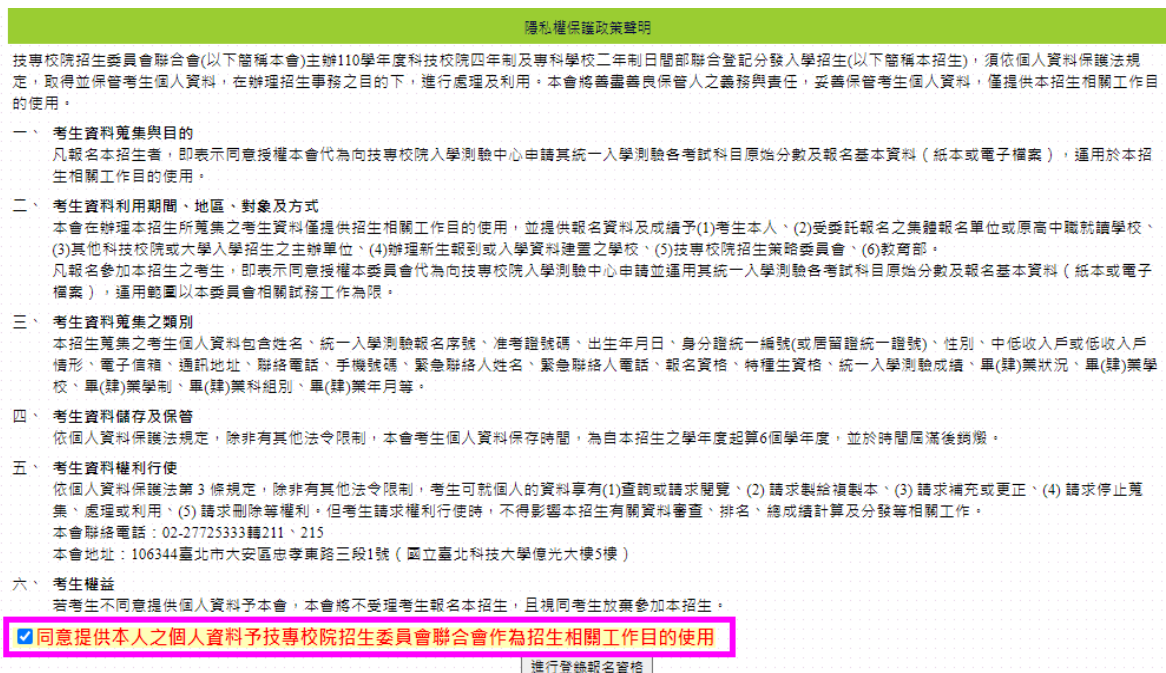 隱私權保護政策聲明
技專校院招生委員會聯合會(以下簡稱本會)主辦110學年度科技校院四年制及專科學校二年制日間部聯合登記分發入學招生(以下簡稱本招生)，須依個人資料保護法規
定，取得並保管考生個人資料，在辦理招生事務之目的下，進行處理及利用。本會將善盡善良保管人之義務與責任，妥善保管考生個人資料，僅提供本招生相關工作目
的使用。
一、 考生資料蒐集與目的
凡報名本招生者，即表示同意授權本會代為向技專校院入學測驗中心申請其統一入學測驗各考試科目原始分數及報名基本資料（紙本或電子檔案），運用於本招
生相關工作目的使用。
二、 考生資料利用期間、地區、對象及方式
本會在辦理本招生所蒐集之考生資料僅提供招生相關工作目的使用，並提供報名資料及成績予(1)考生本人、(2)受委託報名之集體報名單位或原高中職就讀學校、
(3)其他科技校院或大學入學招生之主辦單位、(4)辦理新生報到或入學資料建置之學校、(5)技專校院招生策略委員會、(6)教育部。
凡報名參加本招生之考生，即表示同意授權本委員會代為向技專校院入學測驗中心申請並運用其統一入學測驗各考試科目原始分數及報名基本資料（紙本或電子
檔案），運用範圍以本委員會相關試務工作為限。
三、 考生資料蒐集之類別
本招生蒐集之考生個人資料包含姓名、統一入學測驗報名序號、准考證號碼、出生年月日、身分證統一編號(或居留證統一證號)、性別、中低收入戶或低收入戶
情形、電子信箱、通訊地址、聯絡電話、手機號碼、緊急聯絡人姓名、緊急聯絡人電話、報名資格、特種生資格、統一入學測驗成績、畢(肄)業狀況、畢(肄)業學
校、畢(肄)業學制、畢(肄)業科組別、畢(肄)業年月等。
四、 考生資料儲存及保管
依個人資料保護法規定，除非有其他法令限制，本會考生個人資料保存時間，為自本招生之學年度起算6個學年度，並於時間屆滿後銷燬。
五、 考生資料權利行使
依個人資料保護法第 3 條規定，除非有其他法令限制，考生可就個人的資料享有(1)查詢或請求閱覽、(2) 請求製給複製本、(3) 請求補充或更正、(4) 請求停止蒐
集、處理或利用、(5) 請求刪除等權利。但考生請求權利行使時，不得影響本招生有關資料審查、排名、總成績計算及分發等相關工作。
本會聯絡電話：02-27725333轉211、215
本會地址：106344臺北市大安區忠孝東路三段1號（國立臺北科技大學億光大樓5樓）
六、 考生權益
若考生不同意提供個人資料予本會，本會將不受理考生報名本招生，且視同考生放棄參加本招生。
同意提供本人之個人資料予技專校院招生委員會聯合會作為招生相關工作目的使用
進行登錄報名資格